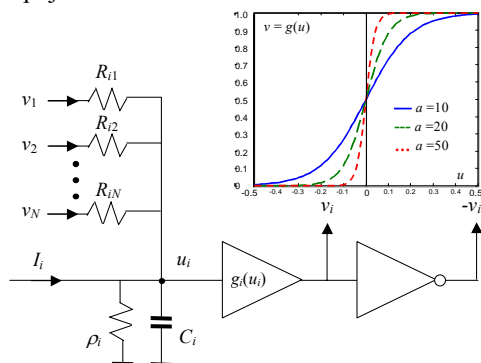 v = g(u)
1.0
0.9
0.8
0.7
0.6
0.5
0.4
0.3
0.2
0.1
a =10
a =20
a =50
u
-0.5 -0.4 -0.3 -0.2 -0.1 0 0.1 0.2 0.3 0.4 0.5
Ri1
v1
Ri2
v2
RiN
vN
vi
-vi
Ii
ui
gi(ui)
ρi
Ci